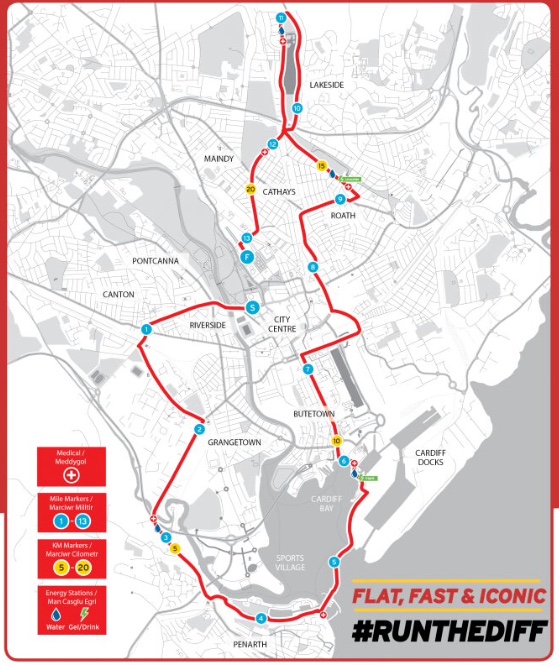 11
LAKESIDE
10
12
MAINDY
15
20
CATHAYS
9
ROATH
13
F
PONTCANNA
8
CANTON
S
1
RIVERSIDE
CITY
CENTRE
7
BUTETOWN
2
GRANGETOWN
10
6
CARDIFF
DOCKS
CARDIFF
BAY
3
5
SPORTS
VILLAGE
5
4
PENARTH
Medical /
Meddygol
Mile Markers /
Marciwr Milltir
1 - 13
KM Markers /
Marciwr Cilometr
5 - 20
Energy Stations /
Man Casglu Egni
Water Gel/Drink
FLAT, FAST & ICONIC
#RUNTHEDIFF